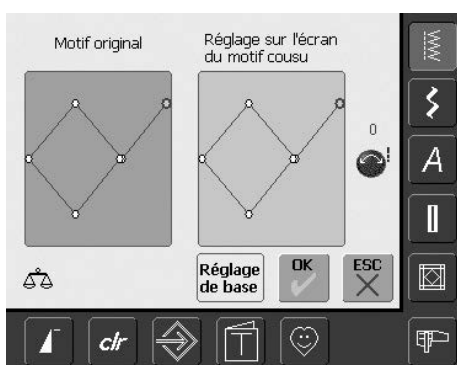 Motif original
Réglage sur l'écran
du motif cousu
0
A
Réglage
de base
OK
ESC
clr
T